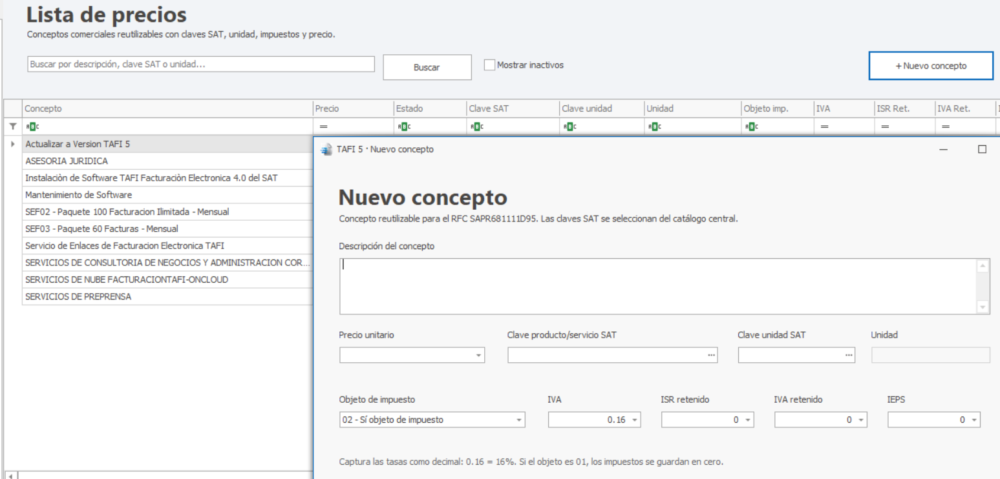 Lista de precios
Conceptos comerciales reutilizables con claves SAT, unidad, impuestos y precio.
Buscar por descripción, clave SAT o unidad...
Buscar
Mostrar inactivos
+ Nuevo concepto
Concepto Precio Estado Clave SAT Clave unidad Unidad Objeto imp. IVA ISR Ret. IVA Ret.
ABC = ABC ABC ABC ABC ABC = = =
Actualizar a Version TAFI 5
ASESORIA JURIDICA
Instalaciòn de Software TAFI Facturaciòn Electronica 4.0 del SAT
Mantenimiento de Software
SEF02 - Paquete 100 Facturacion Ilimitada - Mensual
SEF03 - Paquete 60 Facturas - Mensual
Servicio de Enlaces de Facturacion Electronica TAFI
SERVICIOS DE CONSULTORIA DE NEGOCIOS Y ADMINISTRACION COR...
SERVICIOS DE NUBE FACTURACIONTAFI-ONCLOUD
SERVICIOS DE PREPRENSA
TAFI 5 · Nuevo concepto
Nuevo concepto
Concepto reutilizable para el RFC SAPR681111D95. Las claves SAT se seleccionan del catálogo central.
Descripción del concepto
Precio unitario Clave producto/servicio SAT Clave unidad SAT Unidad
... ...
Objeto de impuesto IVA ISR retenido IVA retenido IEPS
02 - Sí objeto de impuesto 0.16 0 0 0
Captura las tasas como decimal: 0.16 = 16%. Si el objeto es 01, los impuestos se guardan en cero.